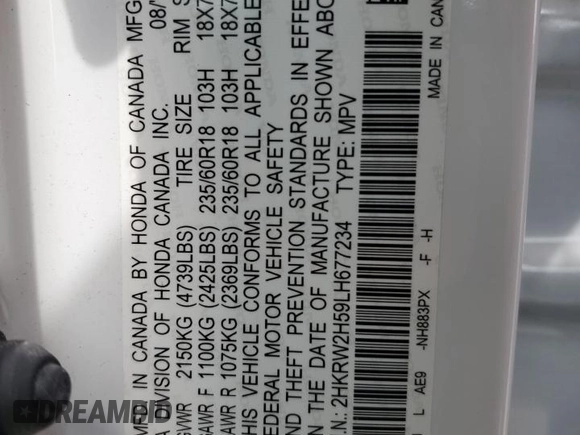 MFD. IN CANADA BY HONDA OF CANADA MFG
A DIVISION OF HONDA CANADA INC. 08/
GVWR 2150KG (4739LBS) TIRE SIZE RIM S
GAWR F 1100KG (2425LBS) 235/60R18 103H 18X7
GAWR R 1075KG (2369LBS) 235/60R18 103H 18X7
THIS VEHICLE CONFORMS TO ALL APPLICABLE
FEDERAL MOTOR VEHICLE SAFETY
AND THEFT PREVENTION STANDARDS IN EFFE
ON THE DATE OF MANUFACTURE SHOWN ABO
I.N.: 2HKRW2H59LH677234 TYPE: MPV
L AE9 -NH883PX -F -H
MADE IN CAN
DREAMBID